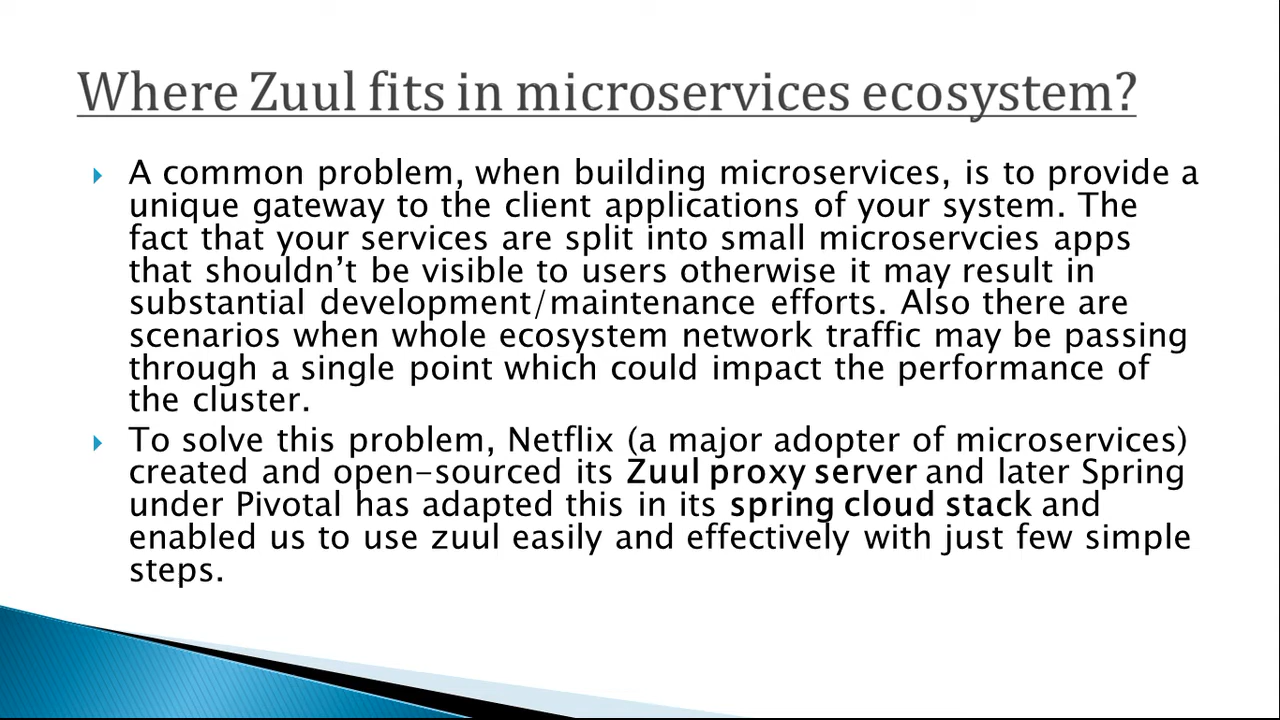 Where Zuul fits in microservices ecosystem?
A common problem, when building microservices, is to provide a
unique gateway to the client applications of your system. The
fact that your services are split into small microservcies apps
that shouldn’t be visible to users otherwise it may result in
substantial development/maintenance efforts. Also there are
scenarios when whole ecosystem network traffic may be passing
through a single point which could impact the performance of
the cluster.
To solve this problem, Netflix (a major adopter of microservices)
created and open-sourced its Zuul proxy server and later Spring
under Pivotal has adapted this in its spring cloud stack and
enabled us to use zuul easily and effectively with just few simple
steps.